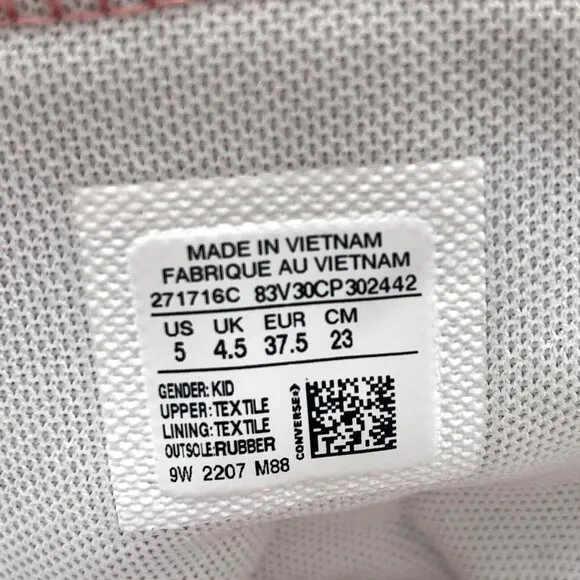 MADE IN VIETNAM
FABRIQUE AU VIETNAM
271716C 83V30CP302442
US UK EUR CM
5 4.5 37.5 23
GENDER: KID
UPPER: TEXTILE
LINING: TEXTILE
OUTSOLE: RUBBER
CONVERSE
9W 2207 M88